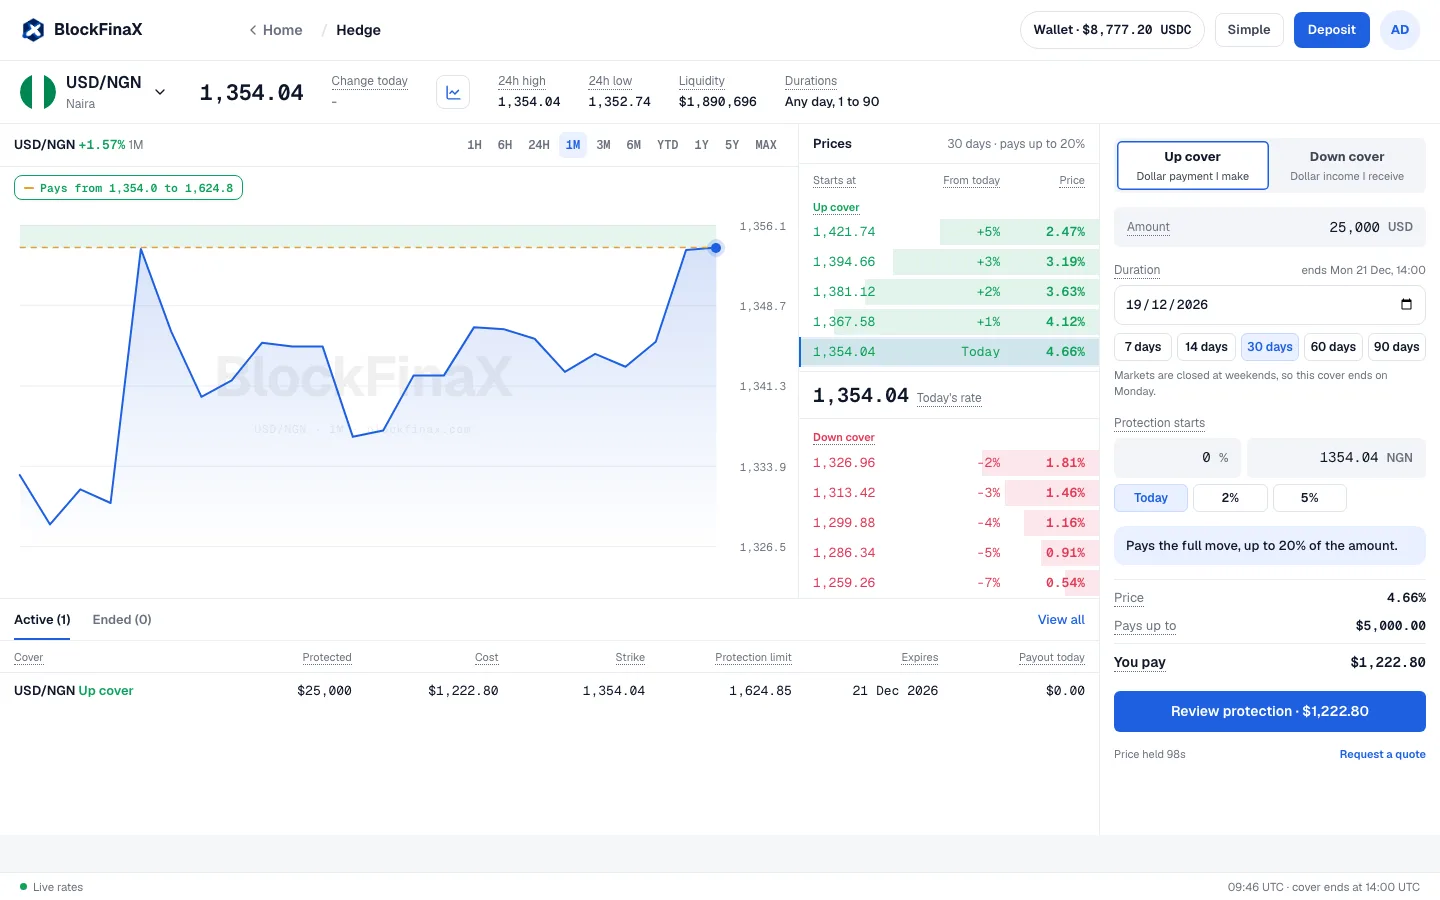 BlockFinaX
Home / Hedge
Wallet · $8,777.20 USDC
Simple
Deposit
AD
USD/NGN
Naira
1,354.04
Change today
-
24h high
1,354.04
24h low
1,352.74
Liquidity
$1,890,696
Durations
Any day, 1 to 90
USD/NGN +1.57% 1M
1H 6H 24H 1M 3M 6M YTD 1Y 5Y MAX
Pays from 1,354.0 to 1,624.8
1,356.1
1,348.7
1,341.3
1,333.9
1,326.5
BlockFinaX
Prices
30 days · pays up to 20%
Starts at From today Price
Up cover
1,421.74 +5% 2.47%
1,394.66 +3% 3.19%
1,381.12 +2% 3.63%
1,367.58 +1% 4.12%
1,354.04 Today 4.66%
1,354.04 Today's rate
Down cover
1,326.96 -2% 1.81%
1,313.42 -3% 1.46%
1,299.88 -4% 1.16%
1,286.34 -5% 0.91%
1,259.26 -7% 0.54%
Up cover
Dollar payment I make
Down cover
Dollar income I receive
Amount 25,000 USD
Duration ends Mon 21 Dec, 14:00
19/12/2026
7 days 14 days 30 days 60 days 90 days
Markets are closed at weekends, so this cover ends on
Monday.
Protection starts
0 % 1354.04 NGN
Today 2% 5%
Pays the full move, up to 20% of the amount.
Price 4.66%
Pays up to $5,000.00
You pay $1,222.80
Review protection · $1,222.80
Price held 98s Request a quote
Active (1) Ended (0) View all
Cover Protected Cost Strike Protection limit Expires Payout today
USD/NGN Up cover $25,000 $1,222.80 1,354.04 1,624.85 21 Dec 2026 $0.00
Live rates
09:46 UTC · cover ends at 14:00 UTC